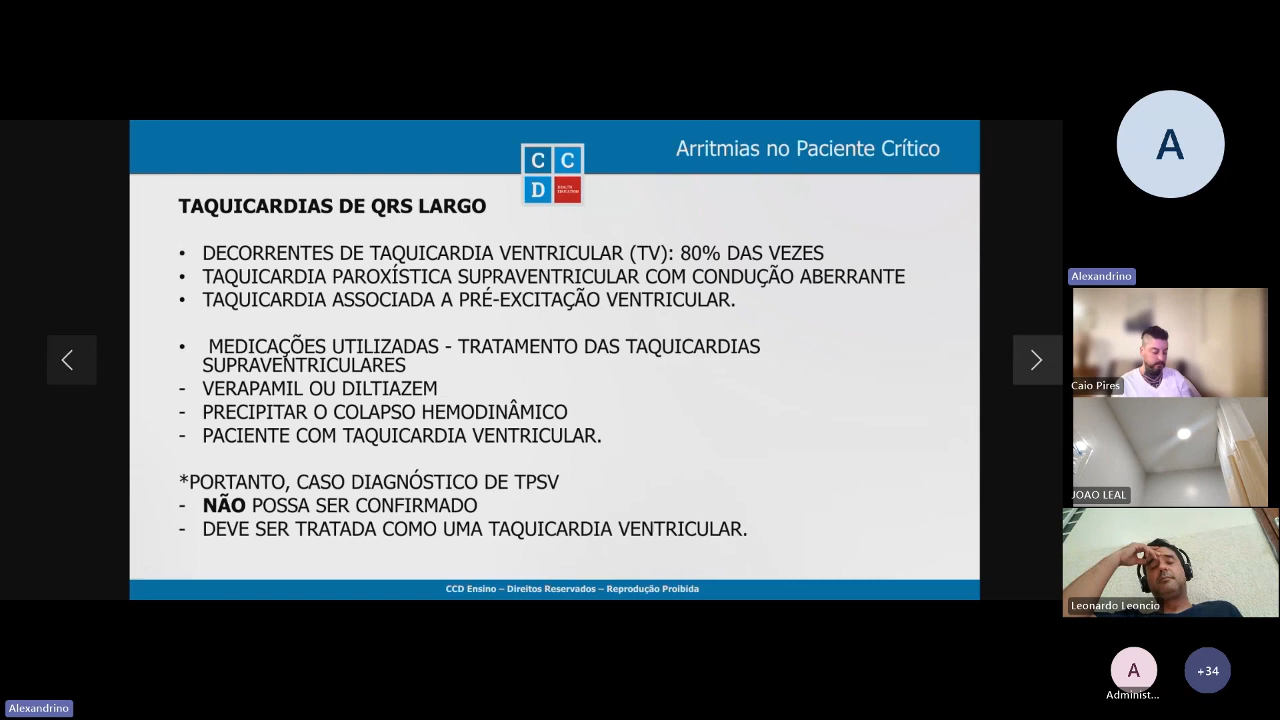 Arritmias no Paciente Crítico
C C
D HEALTH EDUCATION
TAQUICARDIAS DE QRS LARGO
• DECORRENTES DE TAQUICARDIA VENTRICULAR (TV): 80% DAS VEZES
• TAQUICARDIA PAROXÍSTICA SUPRAVENTRICULAR COM CONDUÇÃO ABERRANTE
• TAQUICARDIA ASSOCIADA A PRÉ-EXCITAÇÃO VENTRICULAR.
• MEDICAÇÕES UTILIZADAS - TRATAMENTO DAS TAQUICARDIAS
SUPRAVENTRICULARES
- VERAPAMIL OU DILTIAZEM
- PRECIPITAR O COLAPSO HEMODINÂMICO
- PACIENTE COM TAQUICARDIA VENTRICULAR.
*PORTANTO, CASO DIAGNÓSTICO DE TPSV
- NÃO POSSA SER CONFIRMADO
- DEVE SER TRATADA COMO UMA TAQUICARDIA VENTRICULAR.
CCD Ensino – Direitos Reservados – Reprodução Proibida
A
Alexandrino
Caio Pires
JOAO LEAL
Leonardo Leoncio
A
Administ...
+34
Alexandrino